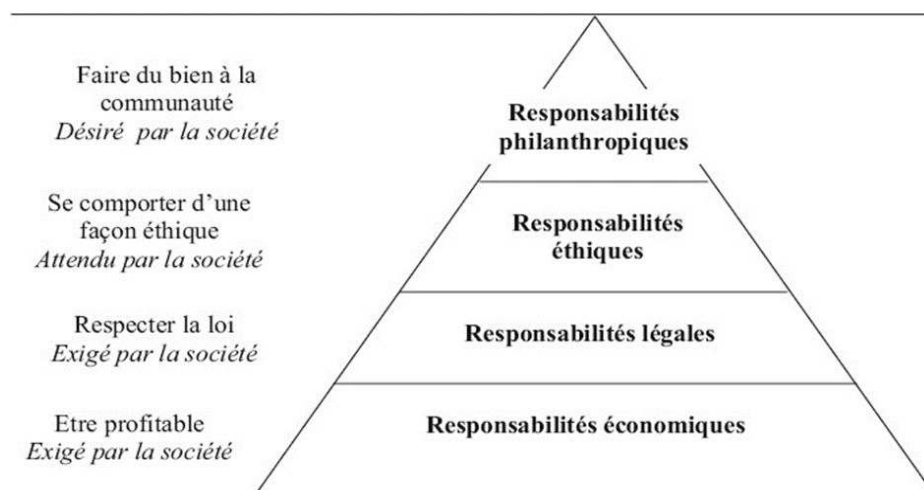 Faire du bien à la
communauté
Désiré par la société
Responsabilités
philanthropiques
Se comporter d'une
façon éthique
Attendu par la société
Responsabilités
éthiques
Respecter la loi
Exigé par la société
Responsabilités légales
Etre profitable
Exigé par la société
Responsabilités économiques